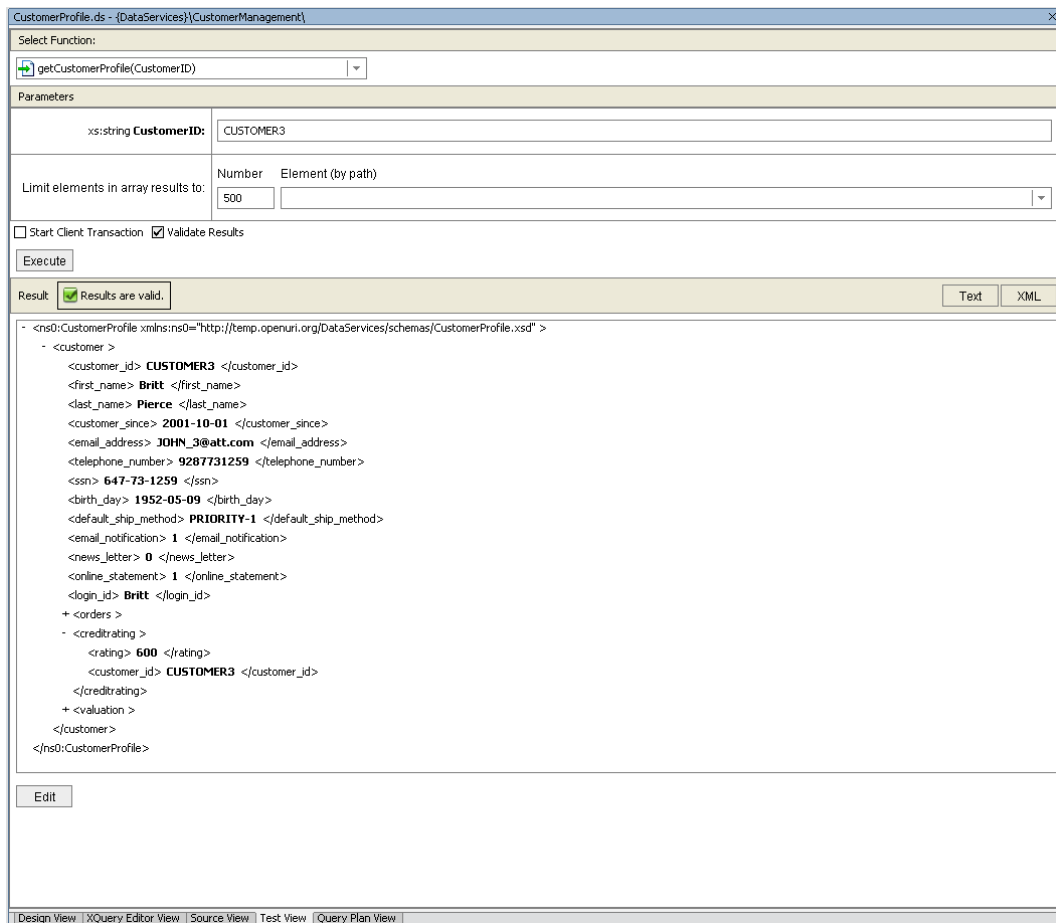 CustomerProfile.ds - {DataServices}\CustomerManagement\
Select Function:
getCustomerProfile(CustomerID)
Parameters
xs:string CustomerID: CUSTOMER3
Number Element (by path)
Limit elements in array results to:
500
Start Client Transaction Validate Results
Execute
Result Results are valid. Text XML
- <ns0:CustomerProfile xmlns:ns0="http://temp.openuri.org/DataServices/schemas/CustomerProfile.xsd" >
- <customer >
<customer_id> CUSTOMER3 </customer_id>
<first_name> Britt </first_name>
<last_name> Pierce </last_name>
<customer_since> 2001-10-01 </customer_since>
<email_address> JOHN_3@att.com </email_address>
<telephone_number> 9287731259 </telephone_number>
<ssn> 647-73-1259 </ssn>
<birth_day> 1952-05-09 </birth_day>
<default_ship_method> PRIORITY-1 </default_ship_method>
<email_notification> 1 </email_notification>
<news_letter> 0 </news_letter>
<online_statement> 1 </online_statement>
<login_id> Britt </login_id>
+ <orders >
- <creditrating >
<rating> 600 </rating>
<customer_id> CUSTOMER3 </customer_id>
</creditrating>
+ <valuation >
</customer>
</ns0:CustomerProfile>
Edit
Design View XQuery Editor View Source View Test View Query Plan View